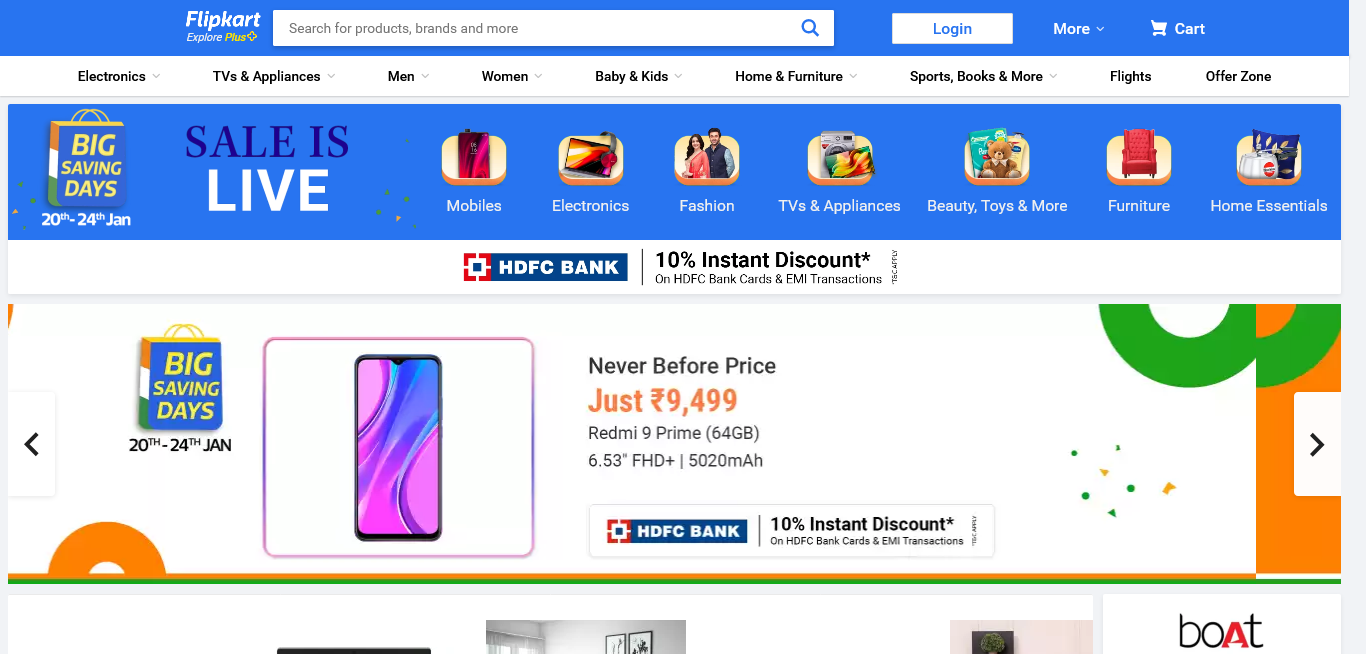 Flipkart
Explore Plus
Search for products, brands and more
Login
More
Cart
Electronics
TVs & Appliances
Men
Women
Baby & Kids
Home & Furniture
Sports, Books & More
Flights
Offer Zone
BIG
SAVING
DAYS
20th - 24th Jan
SALE IS
LIVE
Mobiles
Electronics
Fashion
TVs & Appliances
Beauty, Toys & More
Furniture
Home Essentials
HDFC BANK
10% Instant Discount*
On HDFC Bank Cards & EMI Transactions
*T&C APPLY
BIG
SAVING
DAYS
20TH - 24TH JAN
Never Before Price
Just ₹9,499
Redmi 9 Prime (64GB)
6.53" FHD+ | 5020mAh
HDFC BANK
10% Instant Discount*
On HDFC Bank Cards & EMI Transactions
*T&C APPLY
boAt